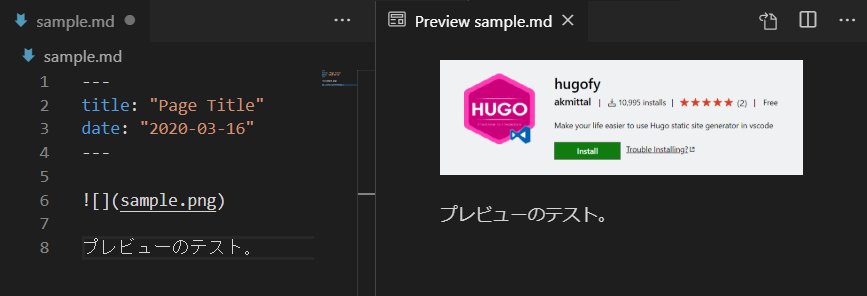 sample.md
sample.md
1 ---
2 title: "Page Title"
3 date: "2020-03-16"
4 ---
5
6 ![](sample.png)
7
8 プレビューのテスト。
Preview sample.md
HUGO
hugofy
akmittal | 10,995 installs | ★★★★★ (2) | Free
Make your life easier to use Hugo static site generator in vscode
Install Trouble Installing?
プレビューのテスト。